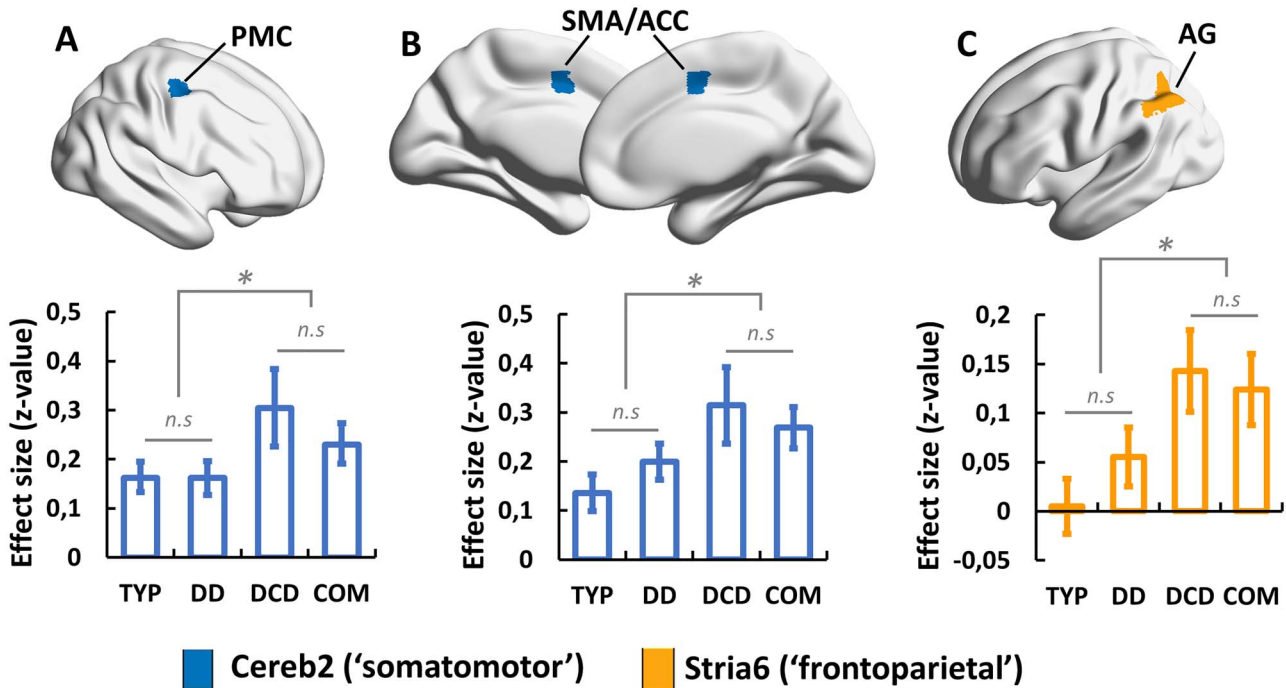 A
PMC
B
SMA/ACC
C
AG
Effect size (z-value)
0,5
0,4
0,3
0,2
0,1
0
*
n.s
n.s
TYP DD DCD COM
Effect size (z-value)
0,5
0,4
0,3
0,2
0,1
0
*
n.s
n.s
TYP DD DCD COM
Effect size (z-value)
0,2
0,15
0,1
0,05
0
-0,05
*
n.s
n.s
TYP DD DCD COM
Cereb2 (‘somatomotor’)
Stria6 (‘frontoparietal’)